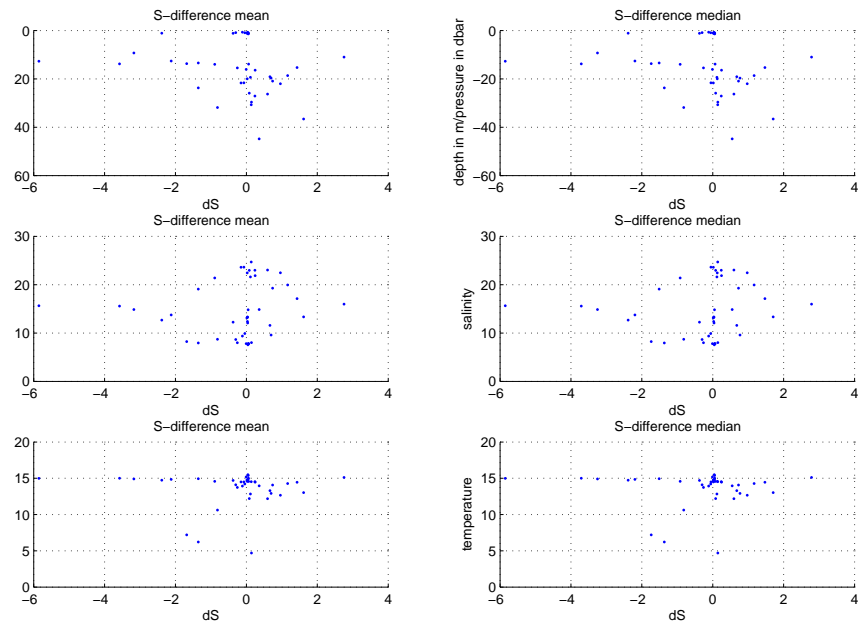 S−difference mean
0
−20
−40
60
−6 −4 −2 0 2 4
dS
S−difference median
depth in m/pressure in dbar
0
−20
−40
−60
−6 −4 −2 0 2 4
dS
S−difference mean
30
20
10
0
−6 −4 −2 0 2 4
dS
S−difference median
salinity
30
20
10
0
−6 −4 −2 0 2 4
dS
S−difference mean
20
15
10
5
0
−6 −4 −2 0 2 4
dS
S−difference median
temperature
20
15
10
5
0
−6 −4 −2 0 2 4
dS